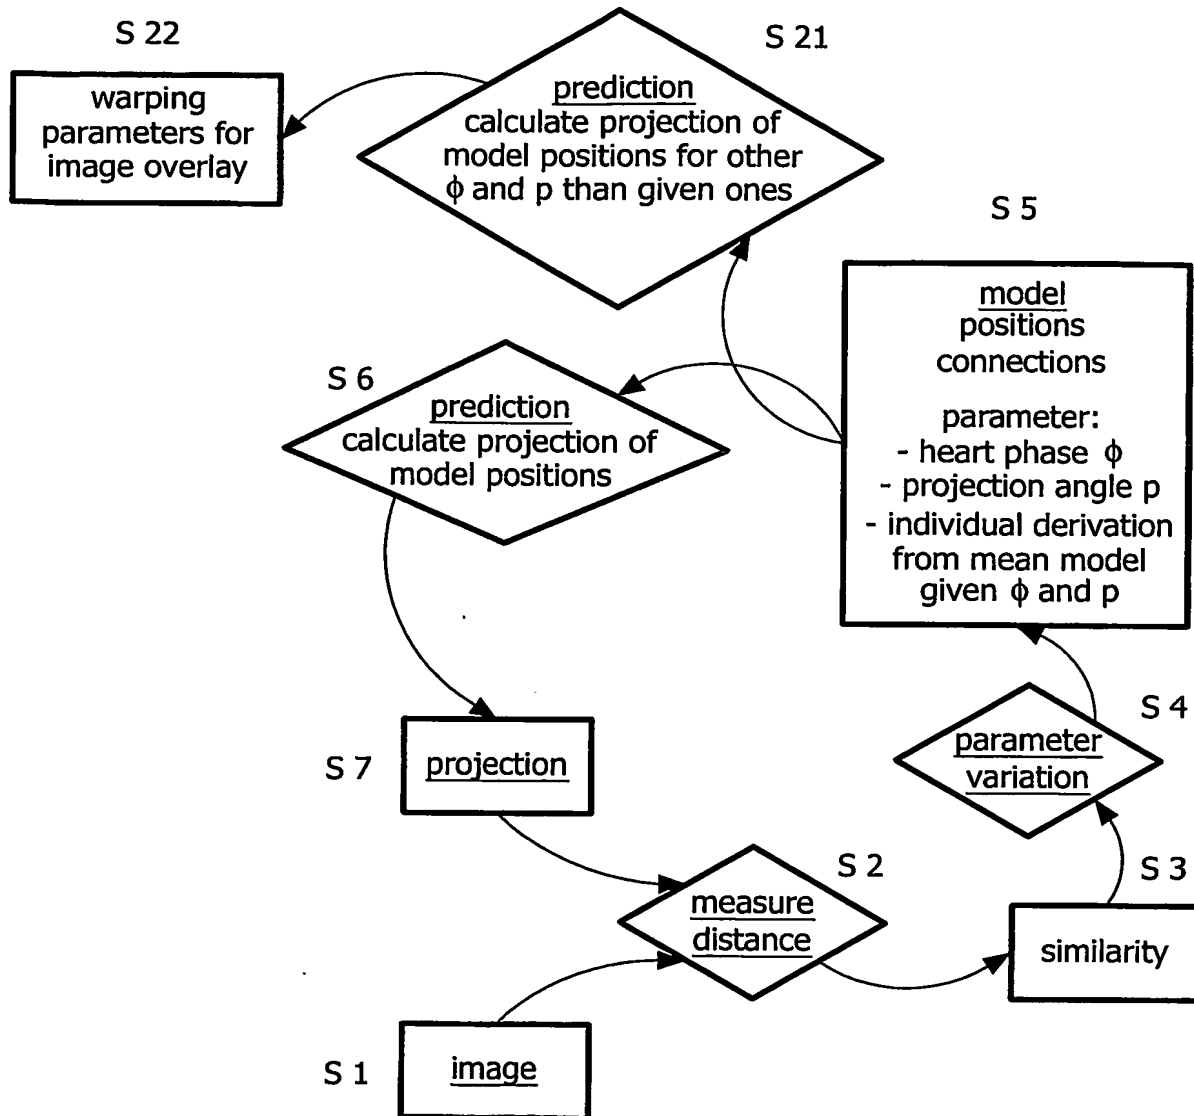 S 22
warping
parameters for
image overlay
S 21
prediction
calculate projection of
model positions for other
ϕ and p than given ones
S 5
model
positions
connections
parameter:
- heart phase ϕ
- projection angle p
- individual derivation
from mean model
given ϕ and p
S 6
prediction
calculate projection of
model positions
S 4
parameter
variation
S 7
projection
S 2
measure
distance
S 3
similarity
S 1
image